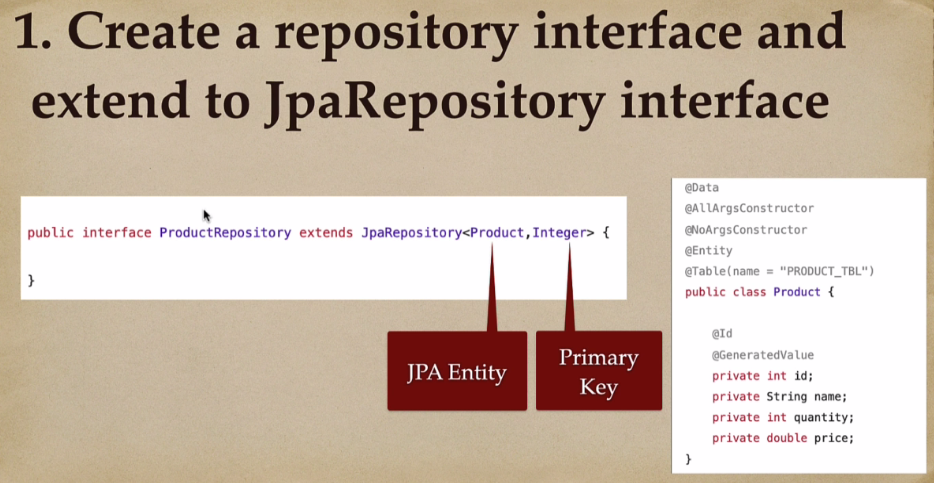 1. Create a repository interface and
extend to JpaRepository interface
public interface ProductRepository extends JpaRepository<Product,Integer> {
}
JPA Entity
Primary
Key
@Data
@AllArgsConstructor
@NoArgsConstructor
@Entity
@Table(name = "PRODUCT_TBL")
public class Product {
@Id
@GeneratedValue
private int id;
private String name;
private int quantity;
private double price;
}